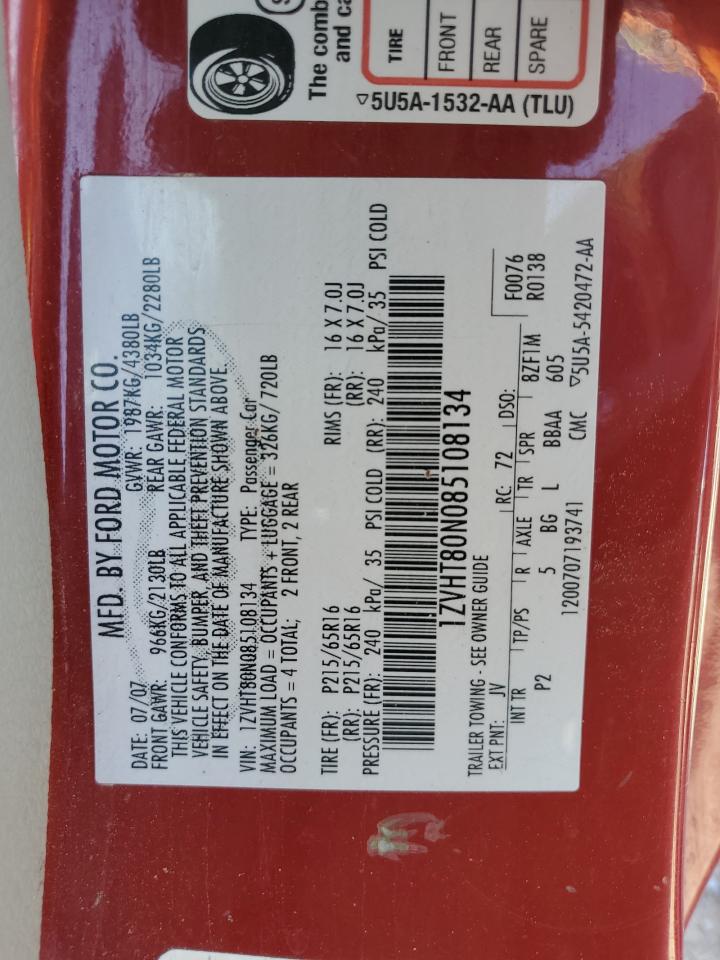 The comb
and ca
TIRE
FRONT
REAR
SPARE
▽5U5A-1532-AA (TLU)
MFD. BY FORD MOTOR CO.
DATE: 07/07 GVWR: 1987KG/4380LB
FRONT GAWR: 966KG/2130LB REAR GAWR: 1034KG/2280LB
THIS VEHICLE CONFORMS TO ALL APPLICABLE FEDERAL MOTOR
VEHICLE SAFETY, BUMPER, AND THEFT PREVENTION STANDARDS
IN EFFECT ON THE DATE OF MANUFACTURE SHOWN ABOVE.
VIN: 1ZVHT80N085108134 TYPE: Passenger Car
MAXIMUM LOAD = OCCUPANTS + LUGGAGE = 326KG/ 720LB
OCCUPANTS = 4 TOTAL; 2 FRONT, 2 REAR
TIRE (FR): P215/65R16 RIMS (FR): 16 X 7.0J
(RR): P215/65R16 (RR): 16 X 7.0J
PRESSURE (FR): 240 kPa/ 35 PSI COLD (RR): 240 kPa/ 35 PSI COLD
1ZVHT80N085108134
TRAILER TOWING - SEE OWNER GUIDE
EXT PNT: JV RC: 72 DSO: F0076
R0138
INT TR TP/PS R AXLE TR SPR 8ZF1M
P2 5 BG L BBAA 605
1200707193741 CMC ▽5U5A-5420472-AA